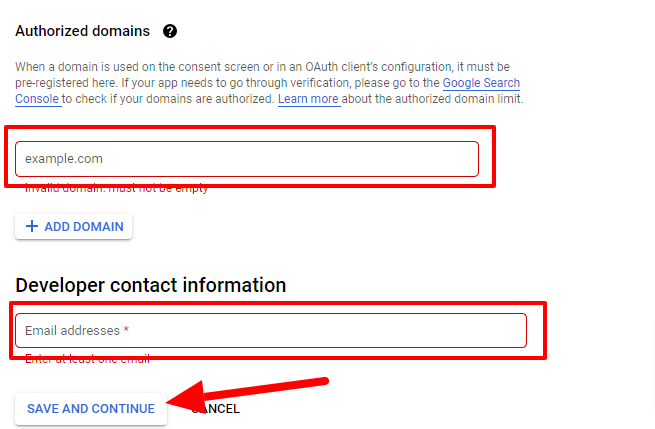 Authorized domains
When a domain is used on the consent screen or in an OAuth client's configuration, it must be
pre-registered here. If your app needs to go through verification, please go to the Google Search
Console to check if your domains are authorized. Learn more about the authorized domain limit.
example.com
Invalid domain: must not be empty
ADD DOMAIN
Developer contact information
Email addresses *
Enter at least one email
SAVE AND CONTINUE CANCEL